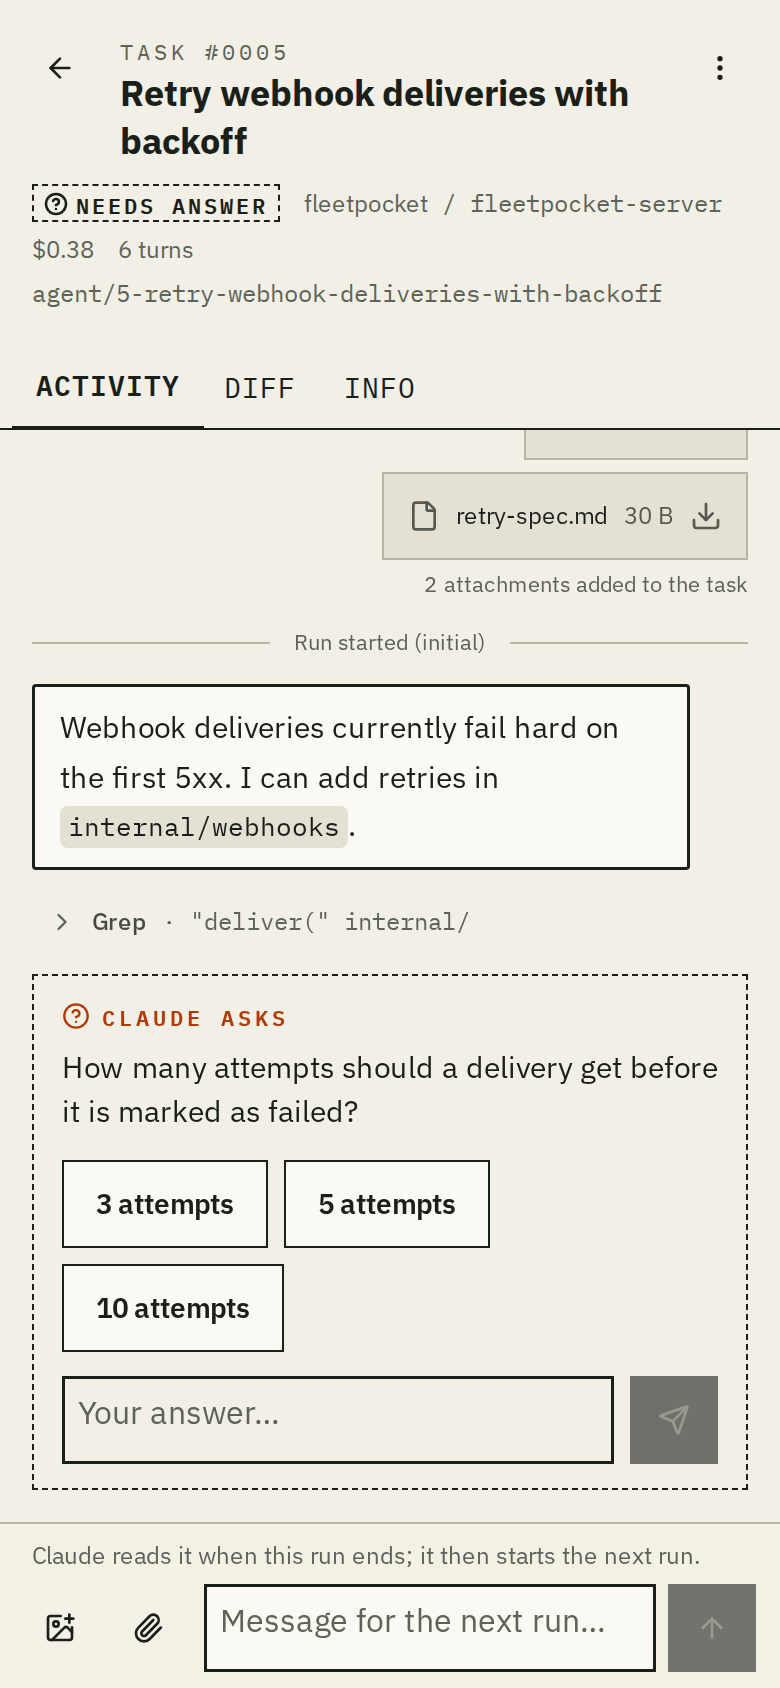 TASK #0005
Retry webhook deliveries with
backoff
NEEDS ANSWER fleetpocket / fleetpocket-server
$0.38 6 turns
agent/5-retry-webhook-deliveries-with-backoff
ACTIVITY DIFF INFO
retry-spec.md 30 B
2 attachments added to the task
Run started (initial)
Webhook deliveries currently fail hard on
the first 5xx. I can add retries in
internal/webhooks.
Grep · "deliver(" internal/
CLAUDE ASKS
How many attempts should a delivery get before
it is marked as failed?
3 attempts 5 attempts
10 attempts
Your answer...
Claude reads it when this run ends; it then starts the next run.
Message for the next run...